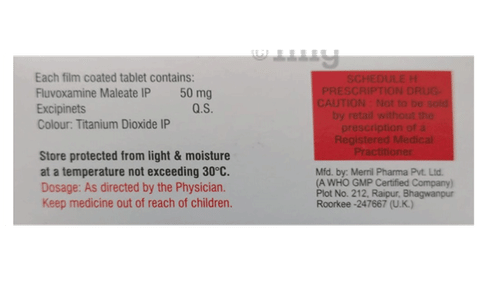 1mg
Each film coated tablet contains:
Fluvoxamine Maleate IP 50 mg
Excipinets Q.S.
Colour: Titanium Dioxide IP
Store protected from light & moisture
at a temperature not exceeding 30°C.
Dosage: As directed by the Physician.
Keep medicine out of reach of children.
SCHEDULE H
PRESCRIPTION DRUG-
CAUTION : Not to be sold
by retail without the
prescription of a
Registered Medical
Practitioner.
Mfd. by: Merril Pharma Pvt. Ltd.
(A WHO GMP Certified Company)
Plot No. 212, Raipur, Bhagwanpur
Roorkee -247667 (U.K.)